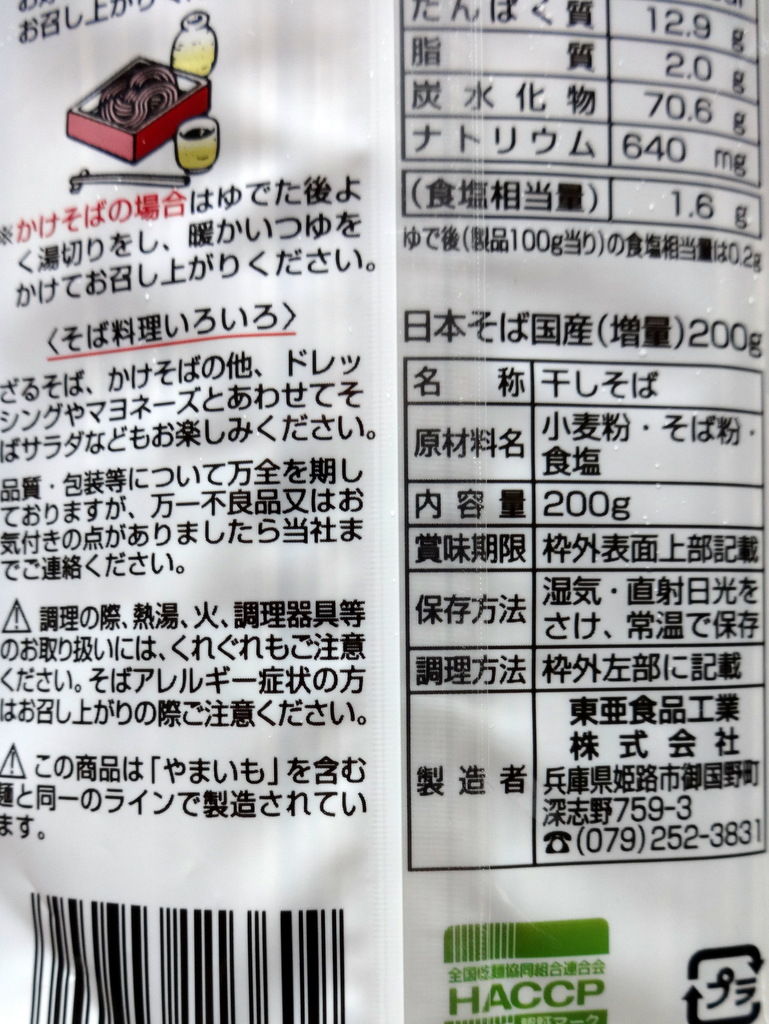 お召し上がりく
※かけそばの場合はゆでた後よ
く湯切りをし、暖かいつゆを
かけてお召し上がりください。
〈そば料理いろいろ〉
ざるそば、かけそばの他、ドレッ
シングやマヨネーズとあわせてそ
ばサラダなどもお楽しみください。
品質・包装等について万全を期し
ておりますが、万一不良品又はお
気付きの点がありましたら当社ま
でご連絡ください。
⚠ 調理の際、熱湯、火、調理器具等
のお取り扱いには、くれぐれもご注意
ください。そばアレルギー症状の方
はお召し上がりの際ご注意ください。
⚠ この商品は「やまいも」を含む
麺と同一のラインで製造されてい
ます。
たんぱく質 12.9 g
脂質 2.0 g
炭水化物 70.6 g
ナトリウム 640 mg
(食塩相当量) 1.6 g
ゆで後(製品100g当り)の食塩相当量は0.2g
日本そば国産(増量)200g
名称 干しそば
原材料名 小麦粉・そば粉・
食塩
内容量 200g
賞味期限 枠外表面上部記載
保存方法 湿気・直射日光を
さけ、常温で保存
調理方法 枠外左部に記載
製造者 東亜食品工業
株式会社
兵庫県姫路市御国野町
深志野759-3
☎(079)252-3831
全国乾麺協同組合連合会
HACCP
認証マーク
プラ